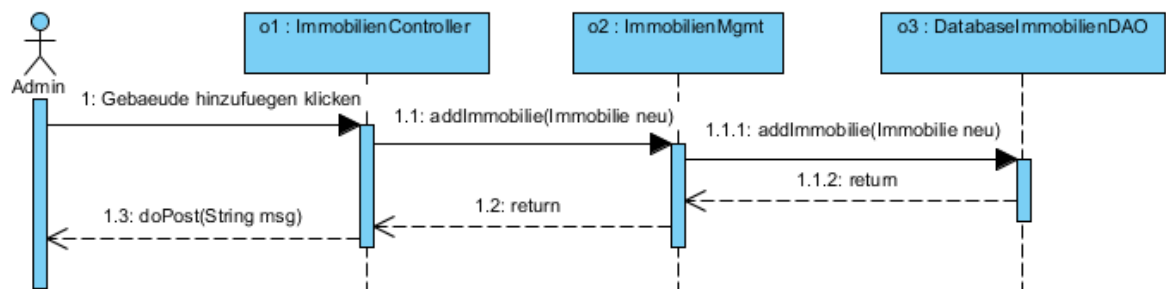 o1 : ImmobilienController
o2 : ImmobilienMgmt
o3 : DatabaseImmobilienDAO
Admin
1: Gebaeude hinzufuegen klicken
1.1: addImmobilie(Immobilie neu)
1.1.1: addImmobilie(Immobilie neu)
1.1.2: return
1.2: return
1.3: doPost(String msg)